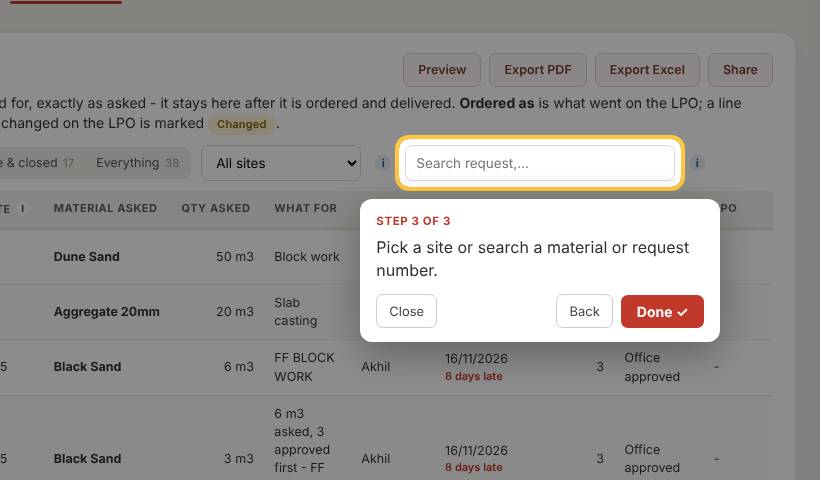 Preview Export PDF Export Excel Share
d for, exactly as asked - it stays here after it is ordered and delivered. Ordered as is what went on the LPO; a line
changed on the LPO is marked Changed .
e & closed 17 Everything 38 All sites i Search request,... i
TE i MATERIAL ASKED QTY ASKED WHAT FOR PO
STEP 3 OF 3
Pick a site or search a material or request
number.
Close Back Done ✓
Dune Sand 50 m3 Block work
Aggregate 20mm 20 m3 Slab
casting
5 Black Sand 6 m3 FF BLOCK
WORK Akhil 16/11/2026
8 days late 3 Office
approved -
Black Sand 3 m3 6 m3
asked, 3
approved
first - FF Akhil 16/11/2026
8 days late 3 Office
approved -